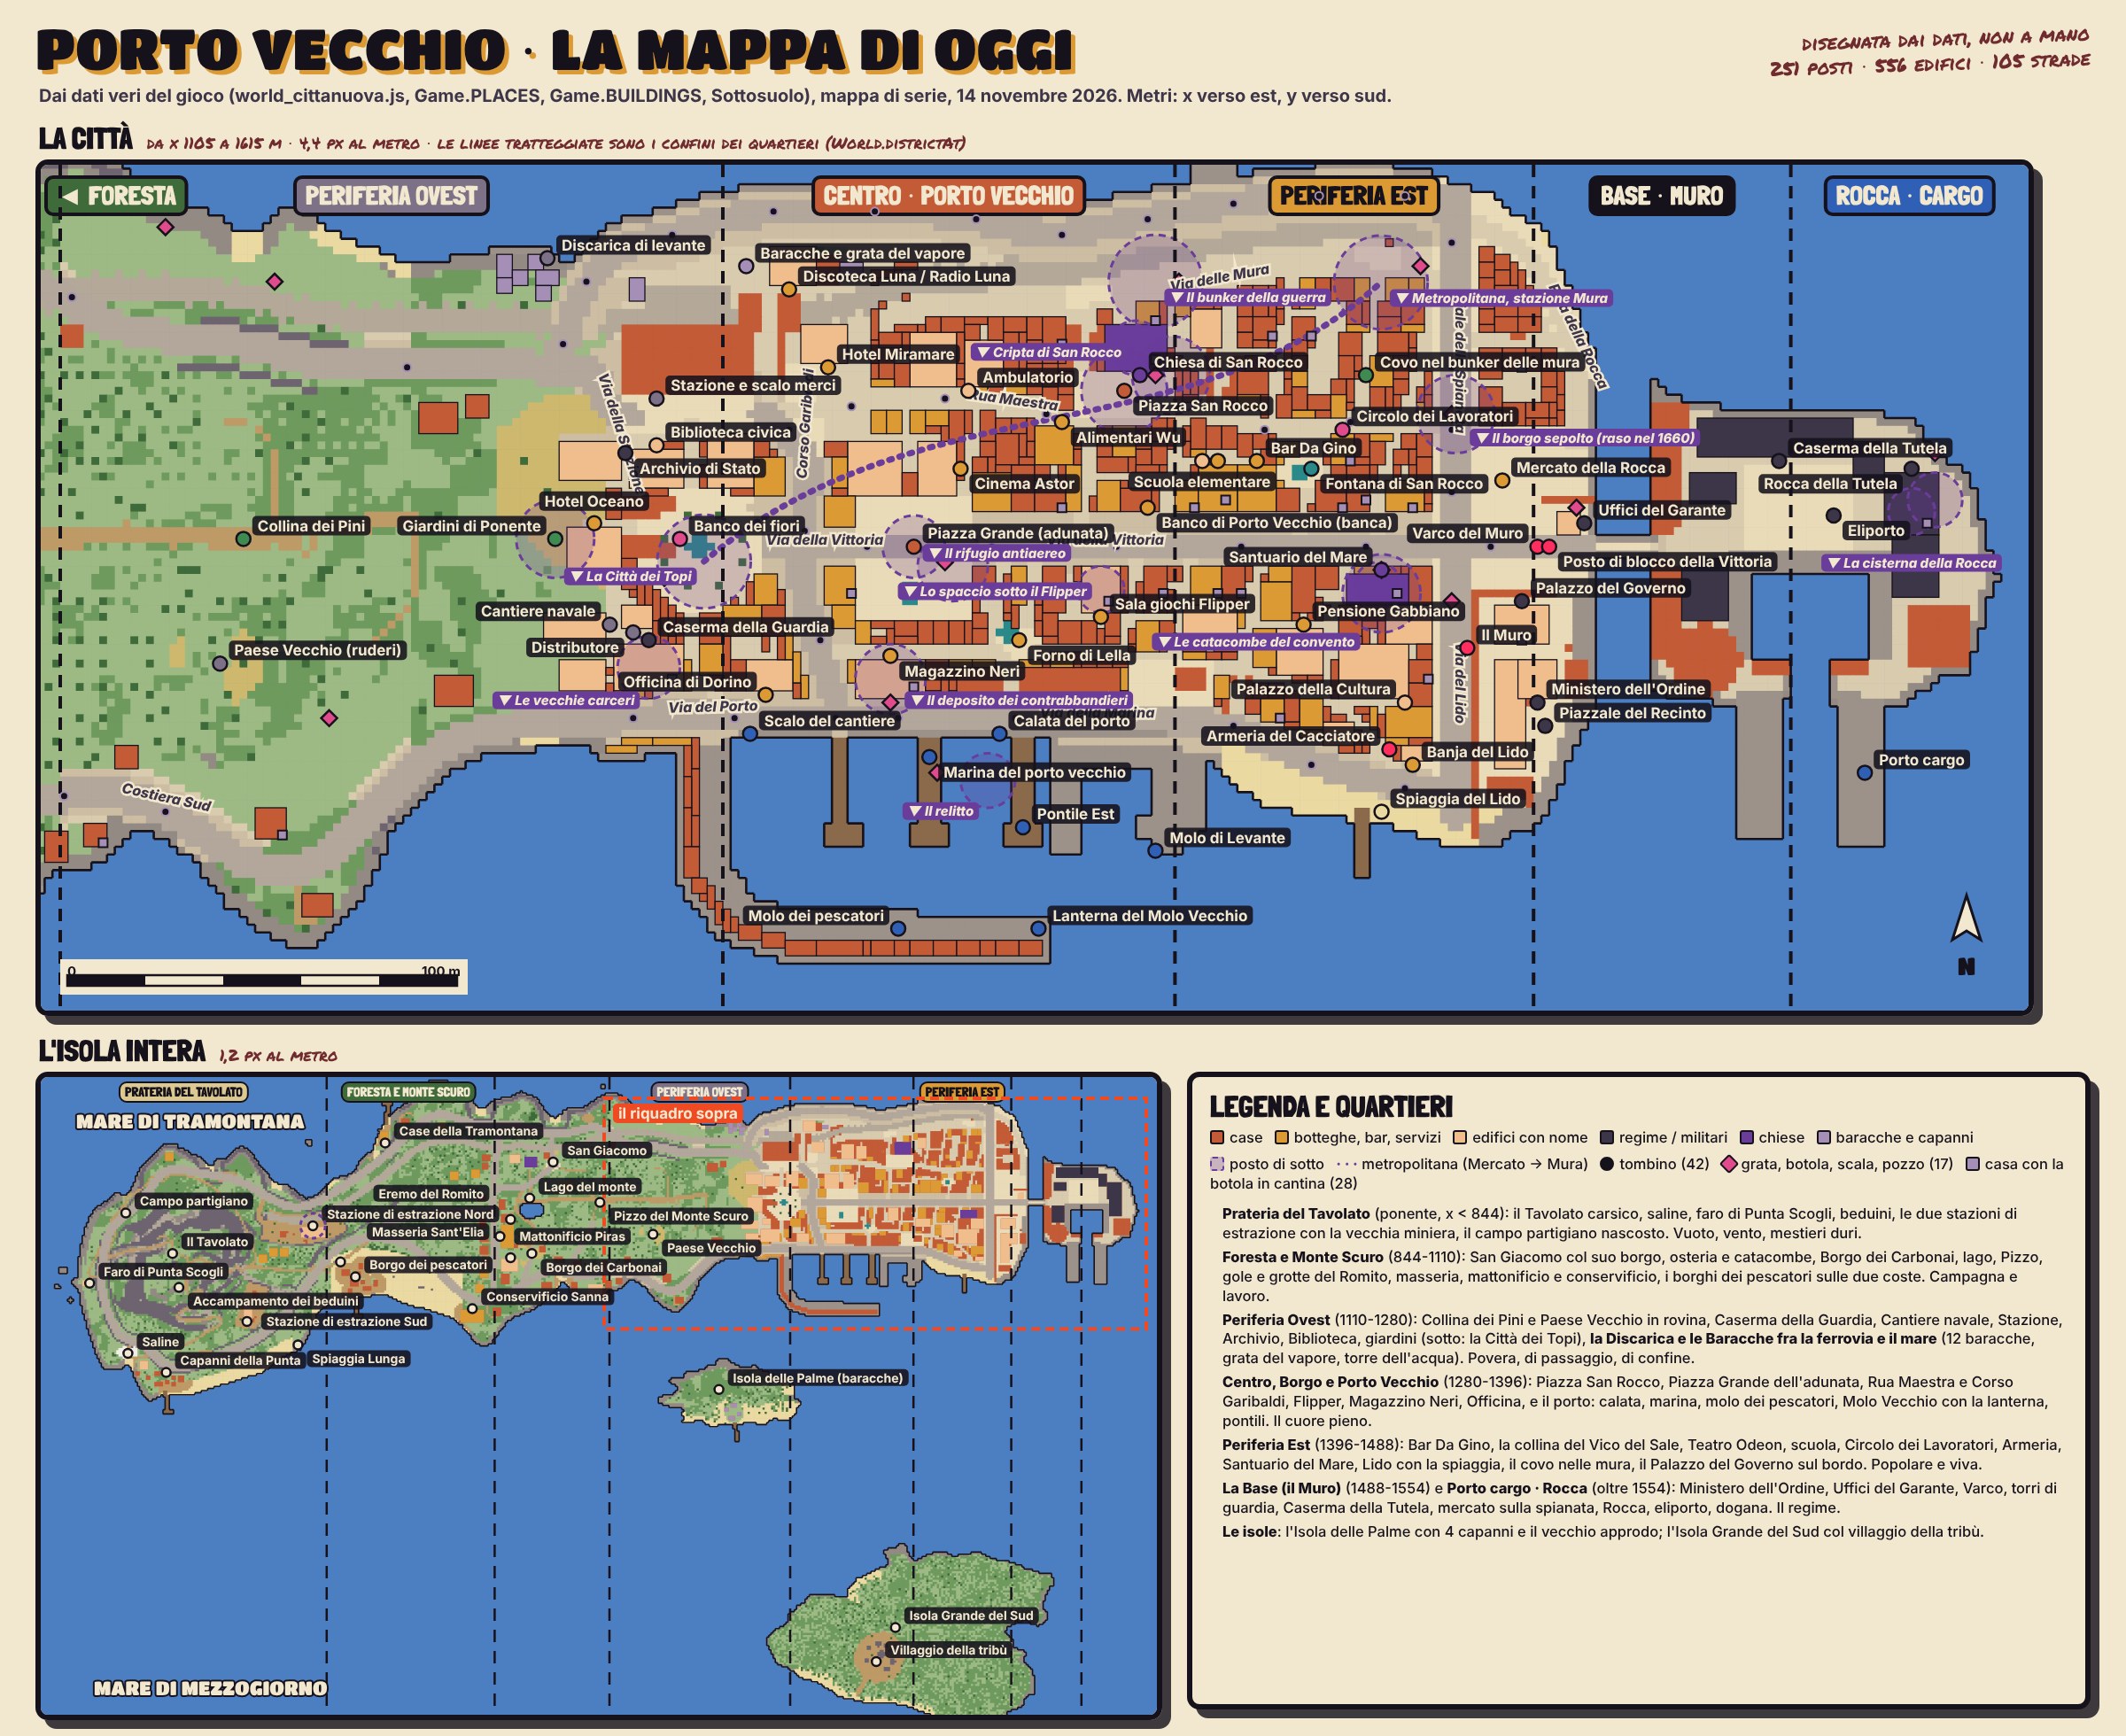 PORTO VECCHIO · LA MAPPA DI OGGI
DISEGNATA DAI DATI, NON A MANO
251 POSTI · 556 EDIFICI · 105 STRADE
Dai dati veri del gioco (world_cittanuova.js, Game.PLACES, Game.BUILDINGS, Sottosuolo), mappa di serie, 14 novembre 2026. Metri: x verso est, y verso sud.
LA CITTÀ
DA X 1105 A 1615 M · 4,4 PX AL METRO · LE LINEE TRATTEGGIATE SONO I CONFINI DEI QUARTIERI (WORLD.DISTRICTAT)
◀ FORESTA
PERIFERIA OVEST
CENTRO · PORTO VECCHIO
PERIFERIA EST
BASE · MURO
ROCCA · CARGO
Discarica di levante
Baracche e grata del vapore
Discoteca Luna / Radio Luna
Via delle Mura
▼ Il bunker della guerra
▼ Metropolitana, stazione Mura
della Rocca
Hotel Miramare
▼ Cripta di San Rocco
Chiesa di San Rocco
Covo nel bunker delle mura
Stazione e scalo merci
Ambulatorio
Rua Maestra
Piazza San Rocco
Circolo dei Lavoratori
Via della
Corso Garibaldi
Biblioteca civica
Alimentari Wu
▼ Il borgo sepolto (raso nel 1660)
Bar Da Gino
Caserma della Tutela
Archivio di Stato
Cinema Astor
Scuola elementare
Fontana di San Rocco
Mercato della Rocca
Rocca della Tutela
Hotel Oceano
Uffici del Garante
Collina dei Pini
Giardini di Ponente
Banco dei fiori
Banco di Porto Vecchio (banca)
Eliporto
Via della Vittoria
Piazza Grande (adunata)
Vittoria
Varco del Muro
▼ Il rifugio antiaereo
Santuario del Mare
Posto di blocco della Vittoria
▼ La cisterna della Rocca
▼ La Città dei Topi
▼ Lo spaccio sotto il Flipper
Palazzo del Governo
Cantiere navale
Sala giochi Flipper
Pensione Gabbiano
Caserma della Guardia
▼ Le catacombe del convento
Il Muro
Paese Vecchio (ruderi)
Distributore
Forno di Lella
Magazzino Neri
Officina di Dorino
Palazzo della Cultura
Ministero dell'Ordine
▼ Le vecchie carceri
Via del Porto
▼ Il deposito dei contrabbandieri
Via del Lido
Scalo del cantiere
Calata del porto
Marina
Piazzale del Recinto
Armeria del Cacciatore
Banja del Lido
Costiera Sud
Marina del porto vecchio
Porto cargo
▼ Il relitto
Pontile Est
Spiaggia del Lido
Molo di Levante
Molo dei pescatori
Lanterna del Molo Vecchio
0
100 m
N
L'ISOLA INTERA
1,2 PX AL METRO
PRATERIA DEL TAVOLATO
FORESTA E MONTE SCURO
PERIFERIA OVEST
PERIFERIA EST
MARE DI TRAMONTANA
il riquadro sopra
Case della Tramontana
San Giacomo
Campo partigiano
Eremo del Romito
Lago del monte
Stazione di estrazione Nord
Pizzo del Monte Scuro
Masseria Sant'Elia
Mattonificio Piras
Il Tavolato
Paese Vecchio
Faro di Punta Scogli
Borgo dei pescatori
Borgo dei Carbonai
Accampamento dei beduini
Conservificio Sanna
Stazione di estrazione Sud
Saline
Capanni della Punta
Spiaggia Lunga
Isola delle Palme (baracche)
Isola Grande del Sud
Villaggio della tribù
MARE DI MEZZOGIORNO
LEGENDA E QUARTIERI
case botteghe, bar, servizi edifici con nome regime / militari chiese baracche e capanni
posto di sotto metropolitana (Mercato → Mura) tombino (42) grata, botola, scala, pozzo (17) casa con la
botola in cantina (28)
Prateria del Tavolato (ponente, x < 844): il Tavolato carsico, saline, faro di Punta Scogli, beduini, le due stazioni di
estrazione con la vecchia miniera, il campo partigiano nascosto. Vuoto, vento, mestieri duri.
Foresta e Monte Scuro (844-1110): San Giacomo col suo borgo, osteria e catacombe, Borgo dei Carbonai, lago, Pizzo,
gole e grotte del Romito, masseria, mattonificio e conservificio, i borghi dei pescatori sulle due coste. Campagna e
lavoro.
Periferia Ovest (1110-1280): Collina dei Pini e Paese Vecchio in rovina, Caserma della Guardia, Cantiere navale, Stazione,
Archivio, Biblioteca, giardini (sotto: la Città dei Topi), la Discarica e le Baracche fra la ferrovia e il mare (12 baracche,
grata del vapore, torre dell'acqua). Povera, di passaggio, di confine.
Centro, Borgo e Porto Vecchio (1280-1396): Piazza San Rocco, Piazza Grande dell'adunata, Rua Maestra e Corso
Garibaldi, Flipper, Magazzino Neri, Officina, e il porto: calata, marina, molo dei pescatori, Molo Vecchio con la lanterna,
pontili. Il cuore pieno.
Periferia Est (1396-1488): Bar Da Gino, la collina del Vico del Sale, Teatro Odeon, scuola, Circolo dei Lavoratori, Armeria,
Santuario del Mare, Lido con la spiaggia, il covo nelle mura, il Palazzo del Governo sul bordo. Popolare e viva.
La Base (il Muro) (1488-1554) e Porto cargo · Rocca (oltre 1554): Ministero dell'Ordine, Uffici del Garante, Varco, torri di
guardia, Caserma della Tutela, mercato sulla spianata, Rocca, eliporto, dogana. Il regime.
Le isole: l'Isola delle Palme con 4 capanni e il vecchio approdo; l'Isola Grande del Sud col villaggio della tribù.